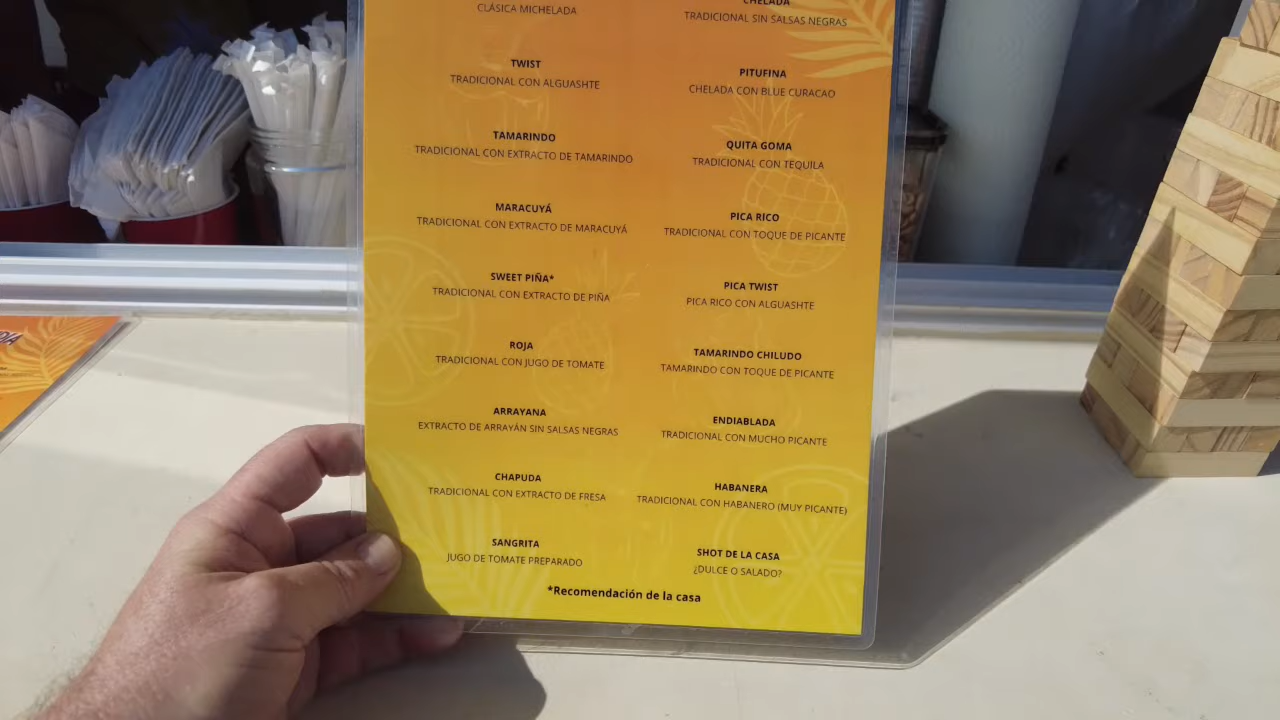 CLÁSICA MICHELADA
TWIST
TRADICIONAL CON ALGUASHTE
TAMARINDO
TRADICIONAL CON EXTRACTO DE TAMARINDO
MARACUYÁ
TRADICIONAL CON EXTRACTO DE MARACUYÁ
SWEET PIÑA*
TRADICIONAL CON EXTRACTO DE PIÑA
ROJA
TRADICIONAL CON JUGO DE TOMATE
ARRAYANA
EXTRACTO DE ARRAYÁN SIN SALSAS NEGRAS
CHAPUDA
TRADICIONAL CON EXTRACTO DE FRESA
SANGRITA
JUGO DE TOMATE PREPARADO
CHELADA
TRADICIONAL SIN SALSAS NEGRAS
PITUFINA
CHELADA CON BLUE CURACAO
QUITA GOMA
TRADICIONAL CON TEQUILA
PICA RICO
TRADICIONAL CON TOQUE DE PICANTE
PICA TWIST
PICA RICO CON ALGUASHTE
TAMARINDO CHILUDO
TAMARINDO CON TOQUE DE PICANTE
ENDIABLADA
TRADICIONAL CON MUCHO PICANTE
HABANERA
TRADICIONAL CON HABANERO (MUY PICANTE)
SHOT DE LA CASA
¿DULCE O SALADO?
*Recomendación de la casa